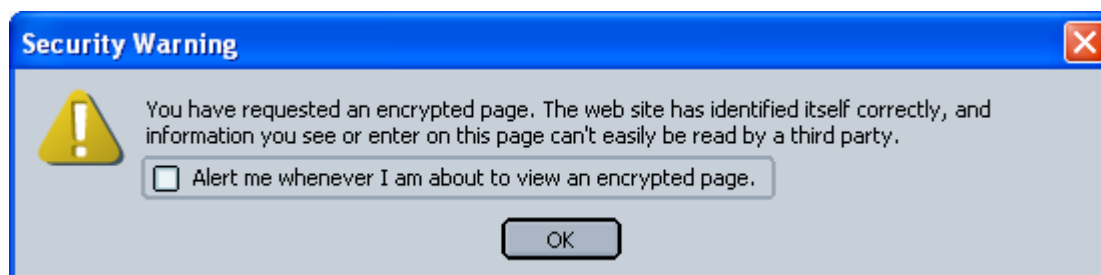 Security Warning
You have requested an encrypted page. The web site has identified itself correctly, and
information you see or enter on this page can't easily be read by a third party.
Alert me whenever I am about to view an encrypted page.
OK